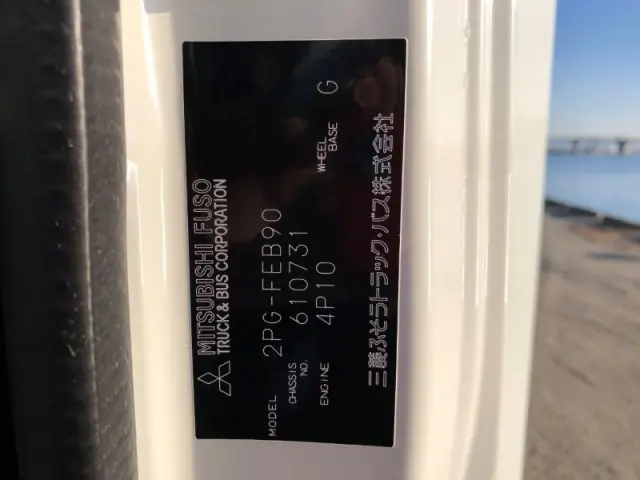 MITSUBISHI FUSO
TRUCK & BUS CORPORATION
MODEL 2PG-FEB90
CHASSIS NO. 610731
ENGINE 4P10 WHEEL BASE G
三菱ふそうトラック・バス株式会社